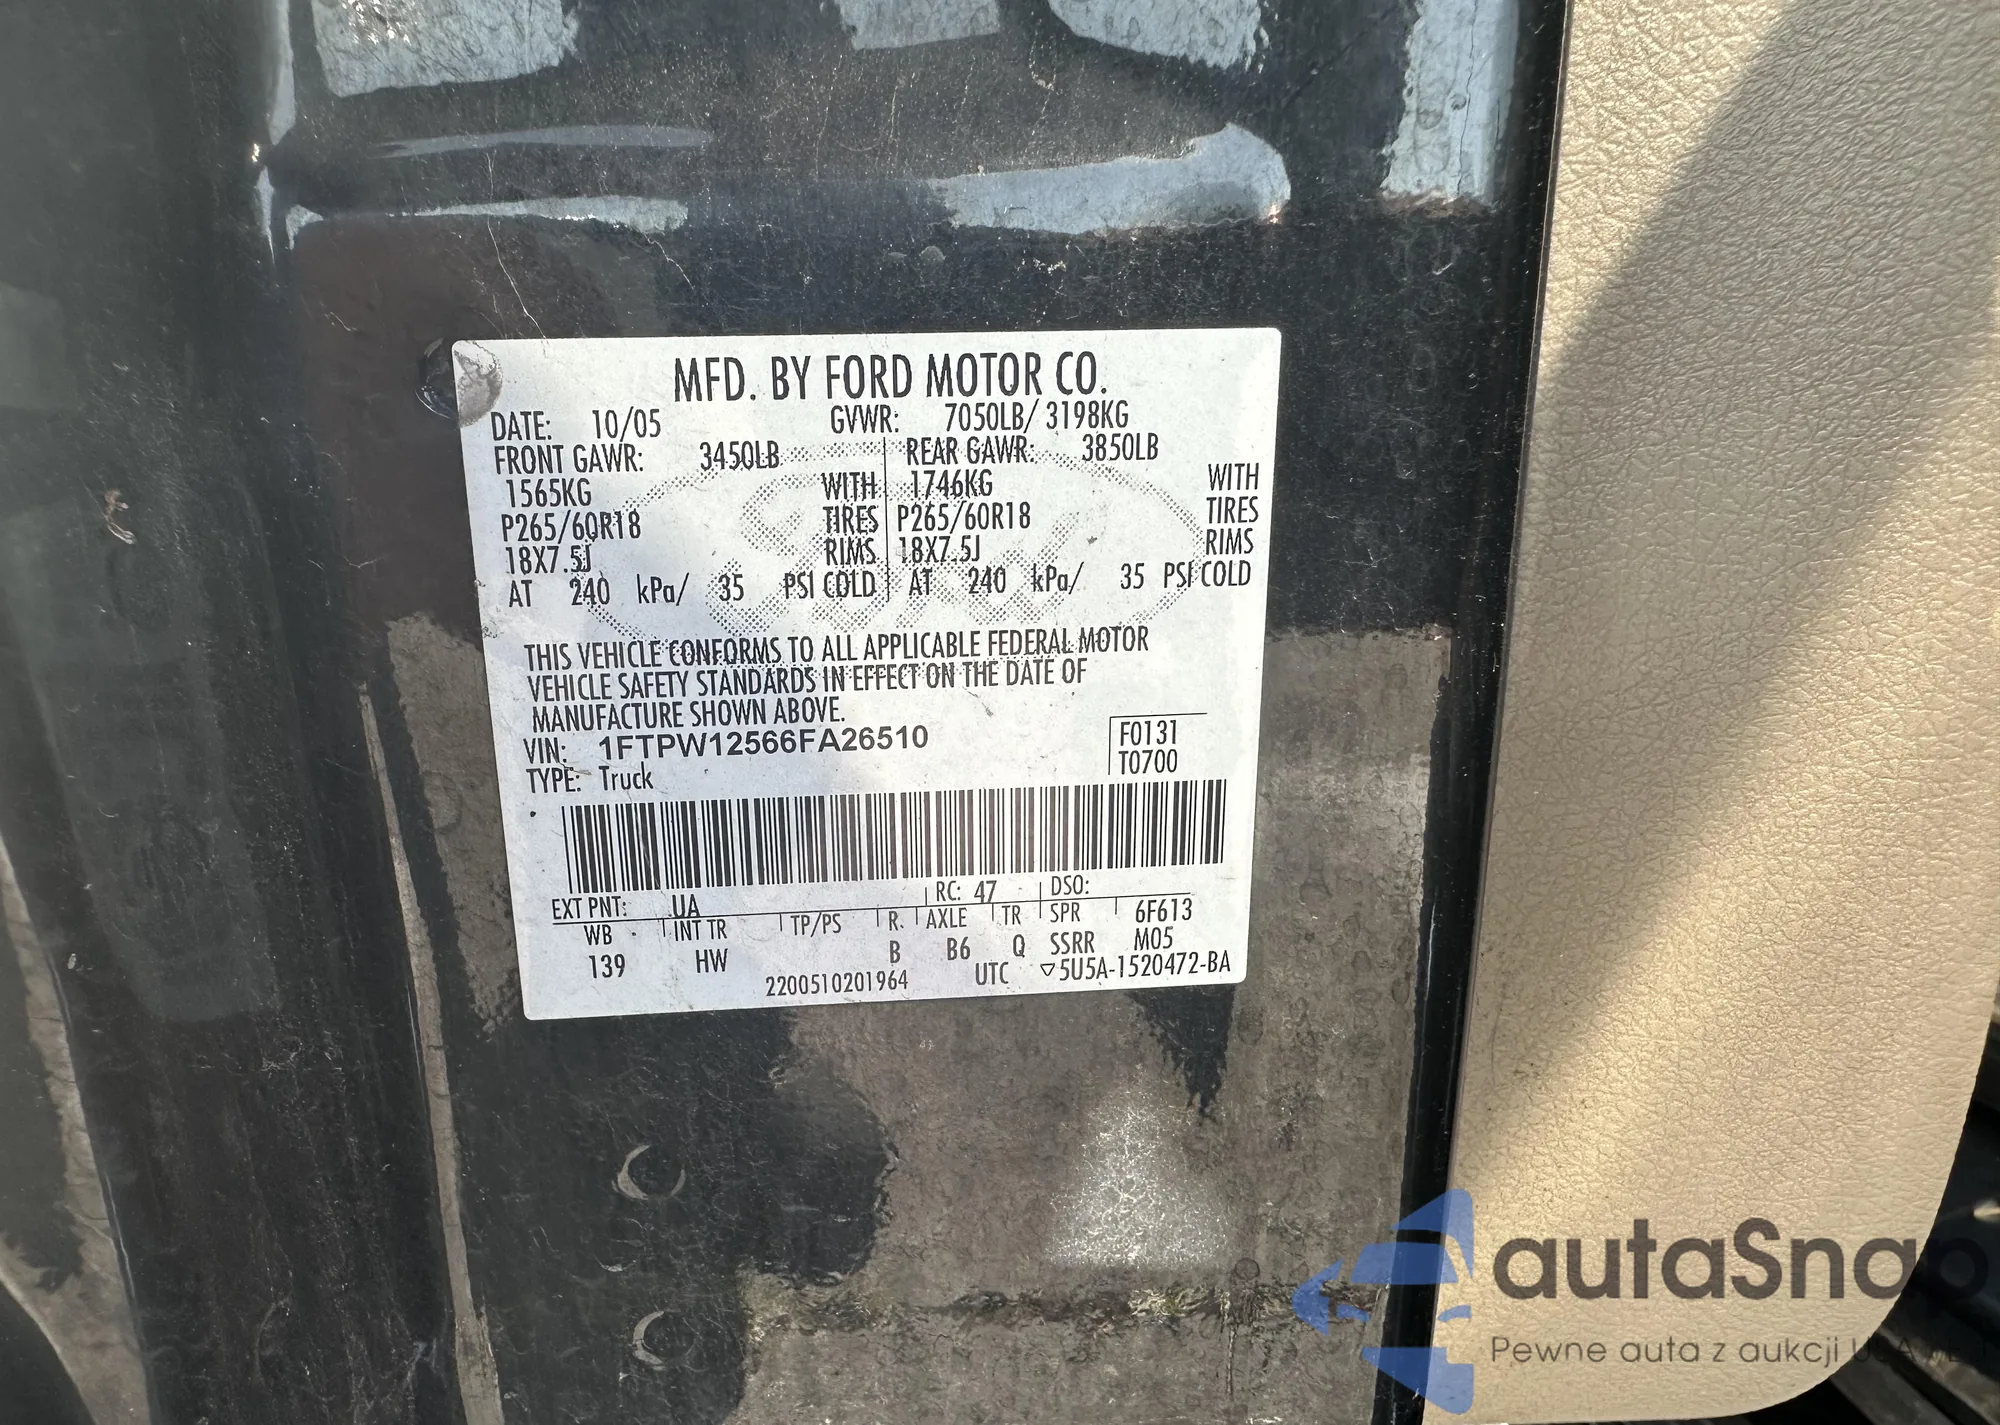 MFD. BY FORD MOTOR CO.
DATE: 10/05 GVWR: 7050LB/ 3198KG
FRONT GAWR: 3450LB REAR GAWR: 3850LB
1565KG WITH 1746KG WITH
P265/60R18 TIRES P265/60R18 TIRES
18X7.5J RIMS 18X7.5J RIMS
AT 240 kPa/ 35 PSI COLD AT 240 kPa/ 35 PSI COLD
THIS VEHICLE CONFORMS TO ALL APPLICABLE FEDERAL MOTOR
VEHICLE SAFETY STANDARDS IN EFFECT ON THE DATE OF
MANUFACTURE SHOWN ABOVE.
VIN: 1FTPW12566FA26510 F0131
TYPE: Truck T0700
EXT PNT: UA RC: 47 DSO:
WB INT TR TP/PS R. AXLE TR SPR 6F613
139 HW B B6 Q SSRR M05
2200510201964 UTC ▽5U5A-1520472-BA
autaSnap
Pewne auta z aukcji USA